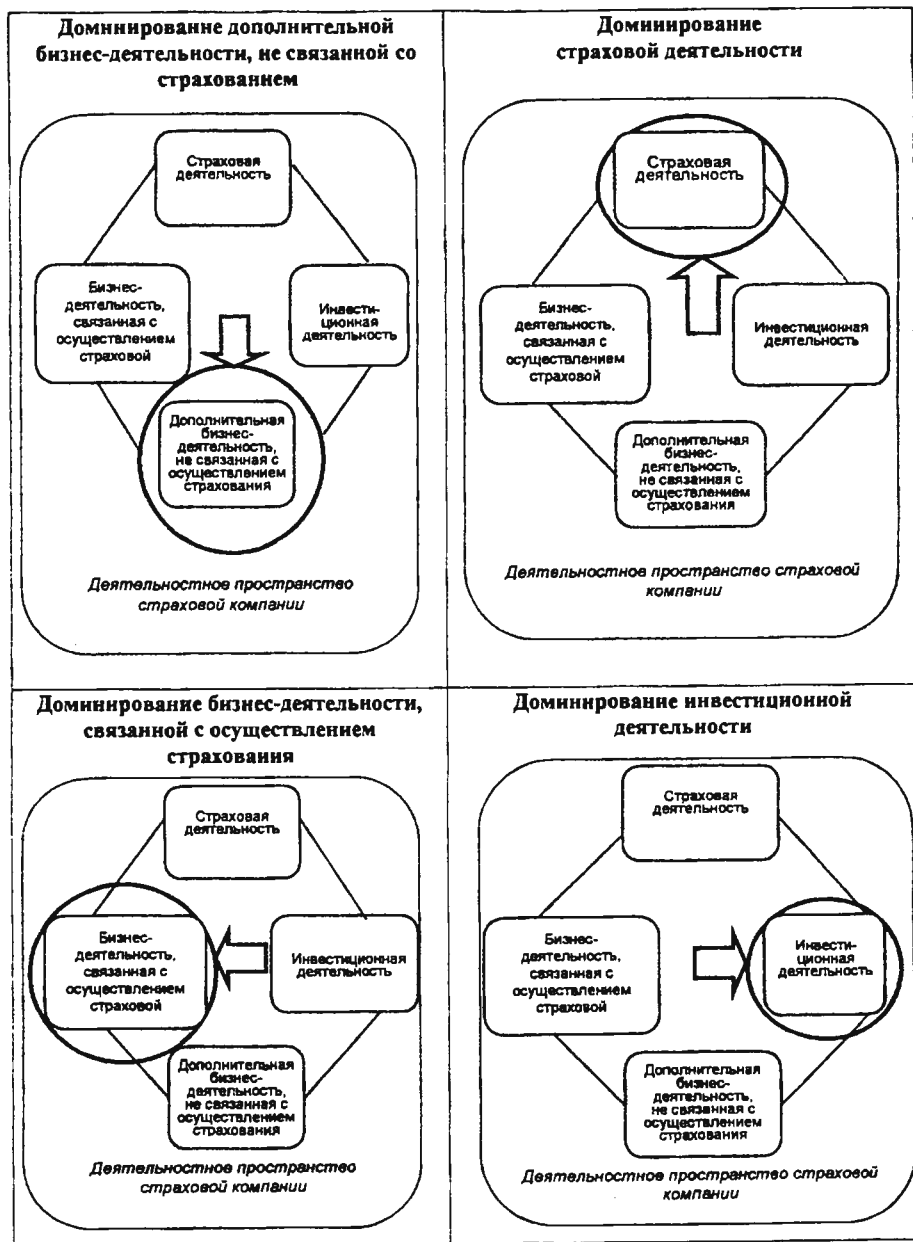 Доминирование дополнительной
бизнес-деятельности, не связанной со
страхованием
Страховая
деятельность
Бизнес-
деятельность,
связанная с
осуществлением
страховой
Инвести-
ционная
деятельность
Дополнительная
бизнес-
деятельность,
не связанная с
осуществлением
страхования
Деятельностное пространство
страховой компании
Доминирование
страховой деятельности
Страховая
деятельность
Бизнес-
деятельность,
связанная с
осуществлением
страховой
Инвестиционная
деятельность
Дополнительная
бизнес-
деятельность,
не связанная с
осуществлением
страхования
Деятельностное пространство страховой
компании
Доминирование бизнес-деятельности,
связанной с осуществлением
страхования
Страховая
деятельность
Бизнес-
деятельность,
связанная с
осуществлением
страховой
Инвестиционная
деятельность
Дополнительная
бизнес-
деятельность,
не связанная с
осуществлением
страхования
Деятельностное пространство
страховой компании
Доминирование инвестиционной
деятельности
Страховая
деятельность
Бизнес-
деятельность,
связанная с
осуществлением
страховой
Инвести-
ционная
деятельность
Дополнительная
бизнес-
деятельность,
не связанная с
осуществлением
страхования
Деятельностное пространство страховой
компании